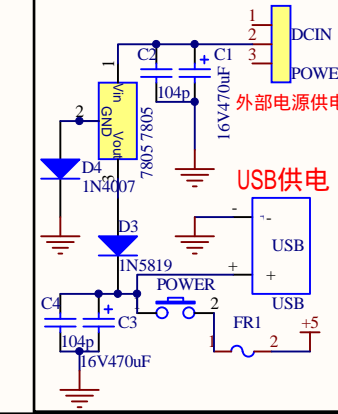 1
2
3
DCIN
POWE
C2
C1
+
104p
16V470uF
外部电源供电
1
Vin
GND
Vout
2
3
7805 7805
USB供电
D4
1N4007
D3
1N5819
-
-
USB
+
+
USB
POWER
1
2
C4
+
C3
104p
16V470uF
FR1
1
2
+5